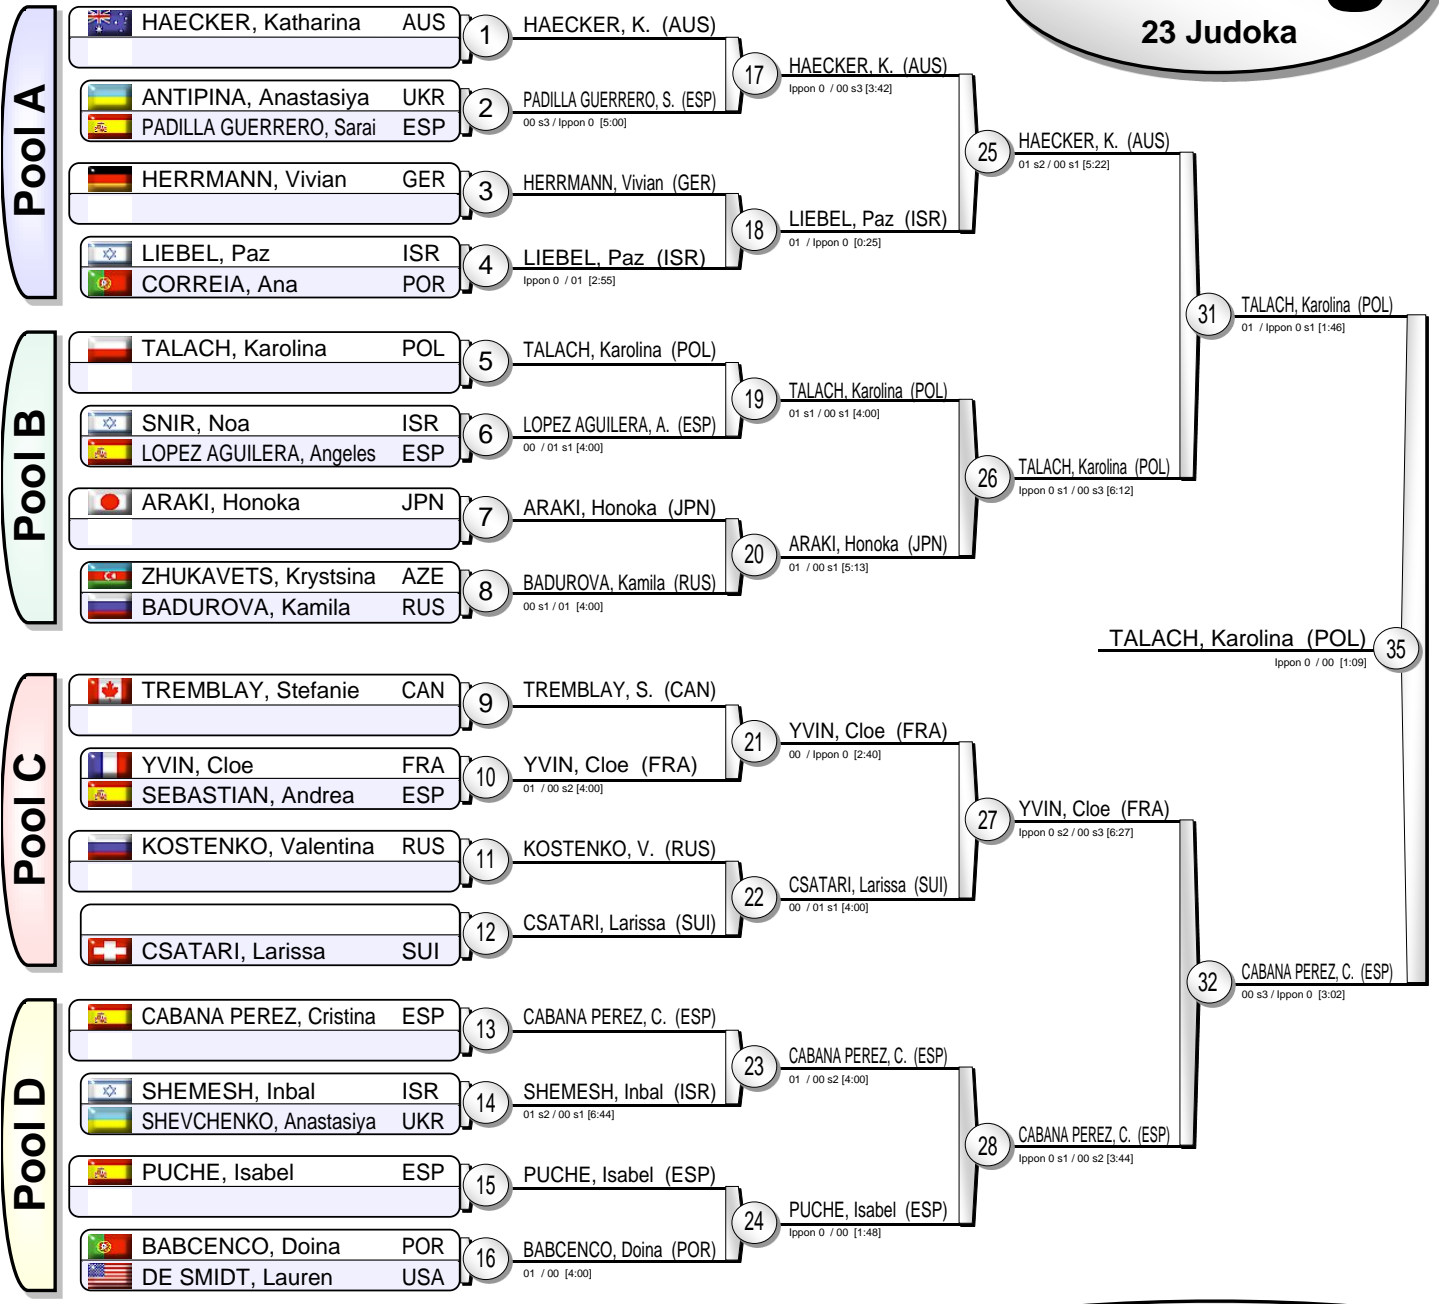 23 Judoka
Pool A
HAECKER, Katharina AUS
1
ANTIPINA, Anastasiya UKR
PADILLA GUERRERO, Sarai ESP
2
HERRMANN, Vivian GER
3
LIEBEL, Paz ISR
CORREIA, Ana POR
4
Pool B
TALACH, Karolina POL
5
SNIR, Noa ISR
LOPEZ AGUILERA, Angeles ESP
6
ARAKI, Honoka JPN
7
ZHUKAVETS, Krystsina AZE
BADUROVA, Kamila RUS
8
Pool C
TREMBLAY, Stefanie CAN
9
YVIN, Cloe FRA
SEBASTIAN, Andrea ESP
10
KOSTENKO, Valentina RUS
11
CSATARI, Larissa SUI
12
Pool D
CABANA PEREZ, Cristina ESP
13
SHEMESH, Inbal ISR
SHEVCHENKO, Anastasiya UKR
14
PUCHE, Isabel ESP
15
BABCENCO, Doina POR
DE SMIDT, Lauren USA
16
HAECKER, K. (AUS)
PADILLA GUERRERO, S. (ESP)
00 s3 / Ippon 0 [5:00]
17
HERRMANN, Vivian (GER)
LIEBEL, Paz (ISR)
Ippon 0 / 01 [2:55]
18
TALACH, Karolina (POL)
LOPEZ AGUILERA, A. (ESP)
00 / 01 s1 [4:00]
19
ARAKI, Honoka (JPN)
BADUROVA, Kamila (RUS)
00 s1 / 01 [4:00]
20
TREMBLAY, S. (CAN)
YVIN, Cloe (FRA)
01 / 00 s2 [4:00]
21
KOSTENKO, V. (RUS)
CSATARI, Larissa (SUI)
22
CABANA PEREZ, C. (ESP)
SHEMESH, Inbal (ISR)
01 s2 / 00 s1 [6:44]
23
PUCHE, Isabel (ESP)
BABCENCO, Doina (POR)
01 / 00 [4:00]
24
HAECKER, K. (AUS)
Ippon 0 / 00 s3 [3:42]
LIEBEL, Paz (ISR)
01 / Ippon 0 [0:25]
25
TALACH, Karolina (POL)
01 s1 / 00 s1 [4:00]
ARAKI, Honoka (JPN)
01 / 00 s1 [5:13]
26
YVIN, Cloe (FRA)
00 / Ippon 0 [2:40]
CSATARI, Larissa (SUI)
00 / 01 s1 [4:00]
27
CABANA PEREZ, C. (ESP)
01 / 00 s2 [4:00]
PUCHE, Isabel (ESP)
Ippon 0 / 00 [1:48]
28
HAECKER, K. (AUS)
01 s2 / 00 s1 [5:22]
TALACH, Karolina (POL)
Ippon 0 s1 / 00 s3 [6:12]
31
YVIN, Cloe (FRA)
Ippon 0 s2 / 00 s3 [6:27]
CABANA PEREZ, C. (ESP)
Ippon 0 s1 / 00 s2 [3:44]
32
TALACH, Karolina (POL)
01 / Ippon 0 s1 [1:46]
CABANA PEREZ, C. (ESP)
00 s3 / Ippon 0 [3:02]
TALACH, Karolina (POL)
Ippon 0 / 00 [1:09]
35